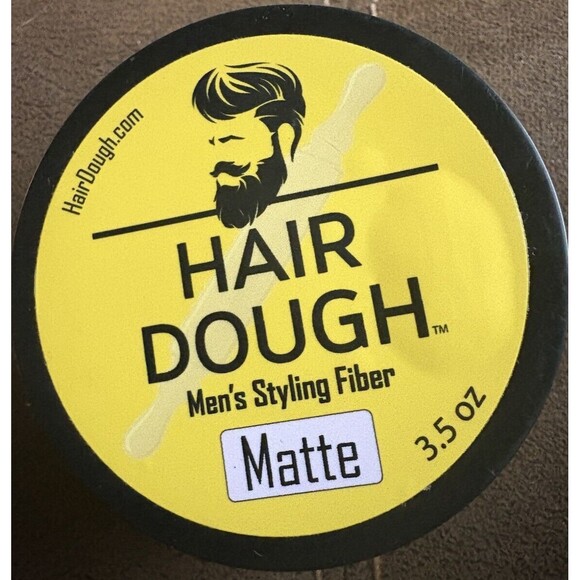 HairDough.com
HAIR
DOUGH™
Men's Styling Fiber
Matte
3.5 oz